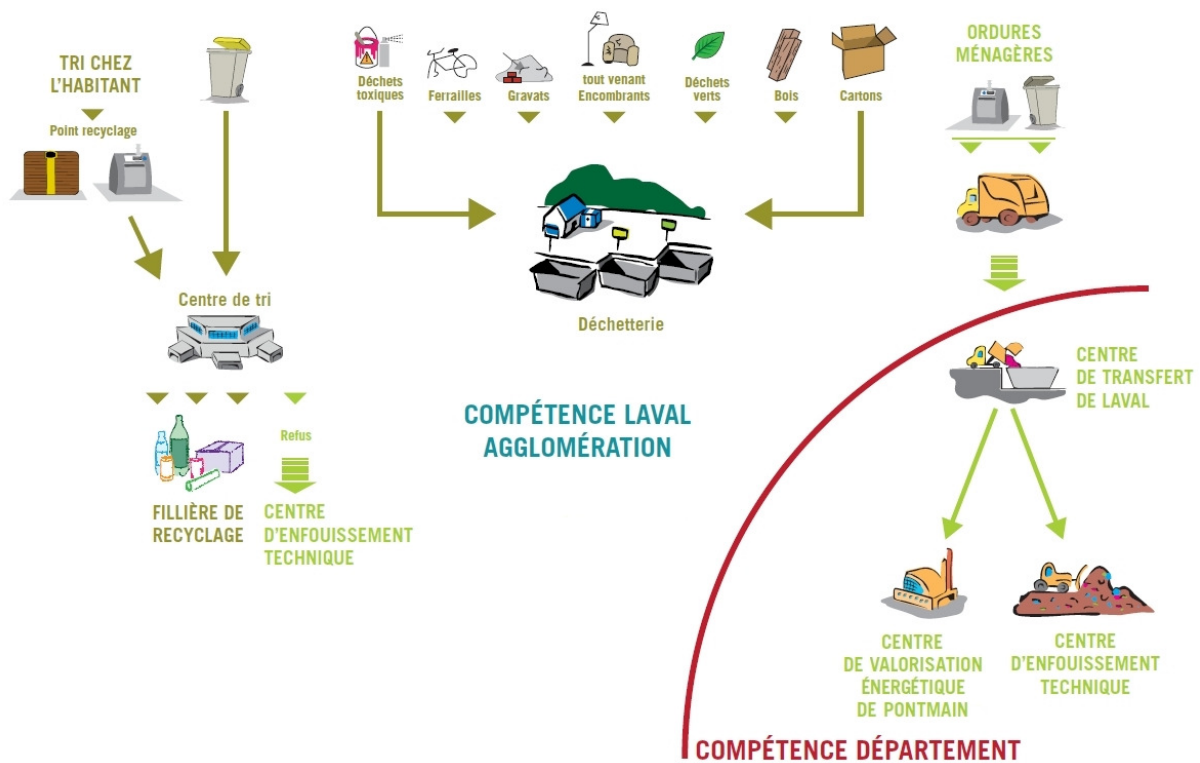 TRI CHEZ
L'HABITANT
Point recyclage
Déchets
toxiques
Ferrailles
Gravats
tout venant
Encombrants
Déchets
verts
Bois
Cartons
ORDURES
MÉNAGÈRES
Centre de tri
Déchetterie
CENTRE
DE TRANSFERT
DE LAVAL
COMPÉTENCE LAVAL
AGGLOMÉRATION
Refus
FILLIÈRE DE
RECYCLAGE
CENTRE
D'ENFOUISSEMENT
TECHNIQUE
CENTRE
DE VALORISATION
ÉNERGÉTIQUE
DE PONTMAIN
CENTRE
D'ENFOUISSEMENT
TECHNIQUE
COMPÉTENCE DÉPARTEMENT